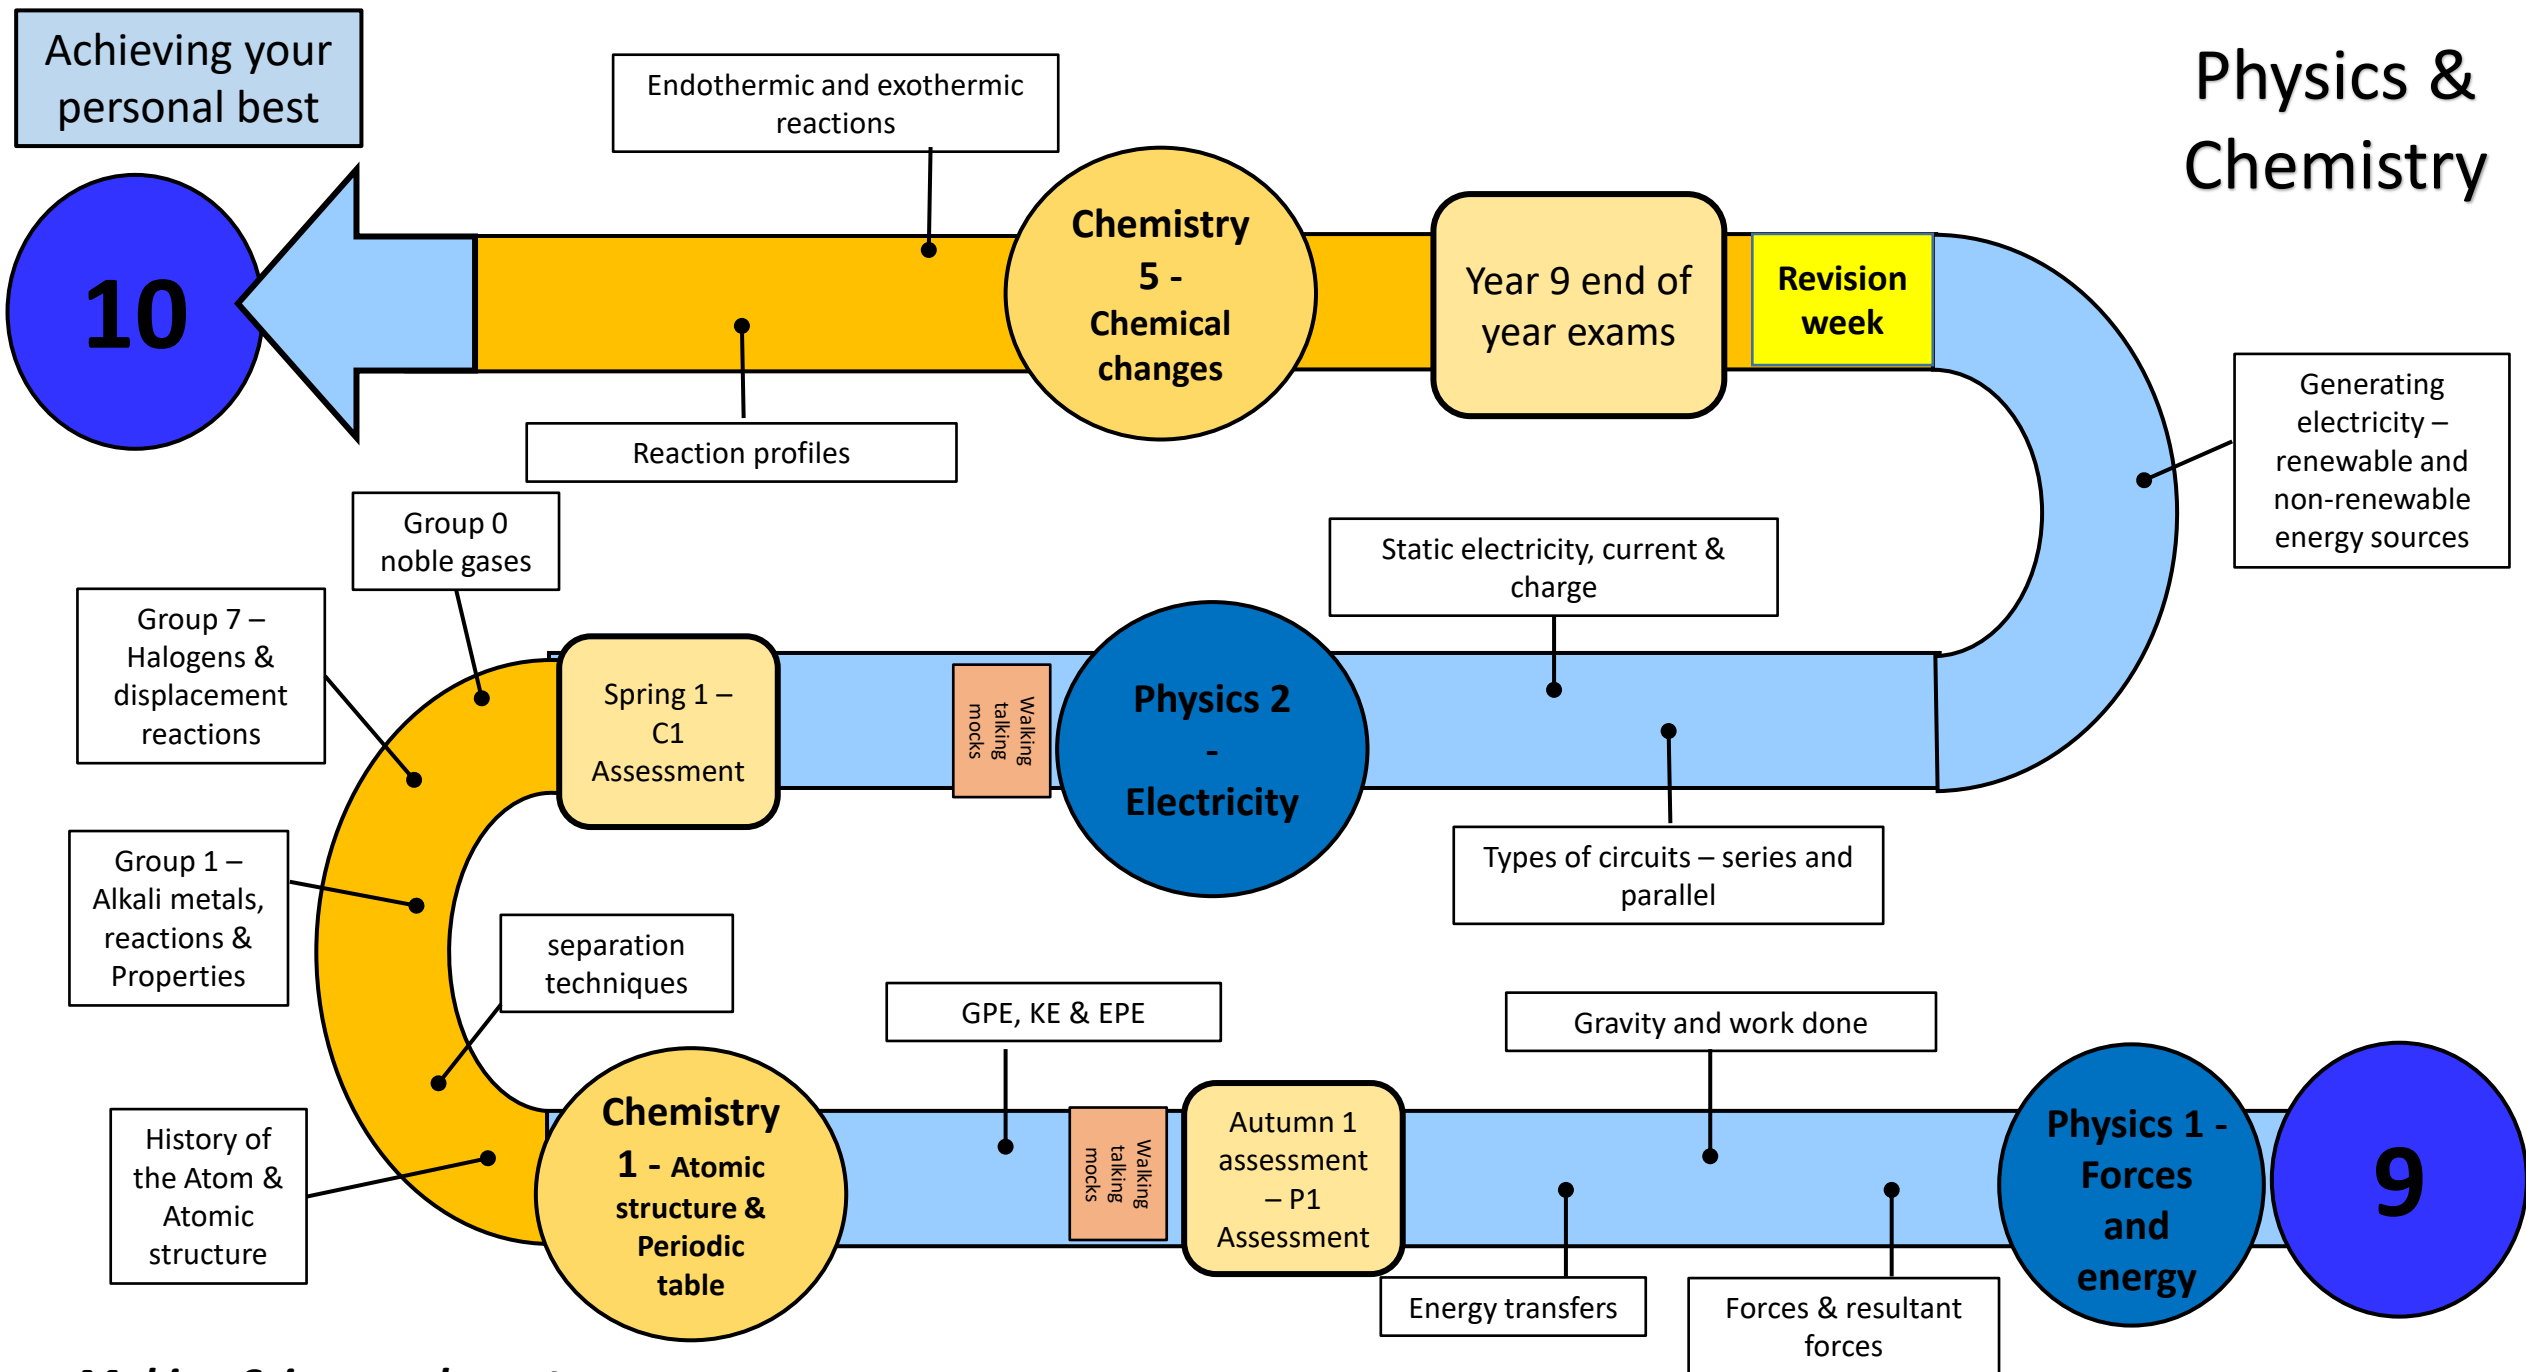 Achieving your
personal best
Physics &
Chemistry
Endothermic and exothermic
reactions
10
Chemistry
5 -
Chemical
changes
Year 9 end of
year exams
Revision
week
Reaction profiles
Generating
electricity –
renewable and
non-renewable
energy sources
Group 0
noble gases
Group 7 –
Halogens &
displacement
reactions
Static electricity, current &
charge
Spring 1 –
C1
Assessment
Walking
talking
mocks
Physics 2
-
Electricity
Types of circuits – series and
parallel
Group 1 –
Alkali metals,
reactions &
Properties
separation
techniques
GPE, KE & EPE
Gravity and work done
History of
the Atom &
Atomic
structure
Chemistry
1 - Atomic
structure &
Periodic
table
Walking
talking
mocks
Autumn 1
assessment
– P1
Assessment
Physics 1 -
Forces
and
energy
9
Energy transfers
Forces & resultant
forces